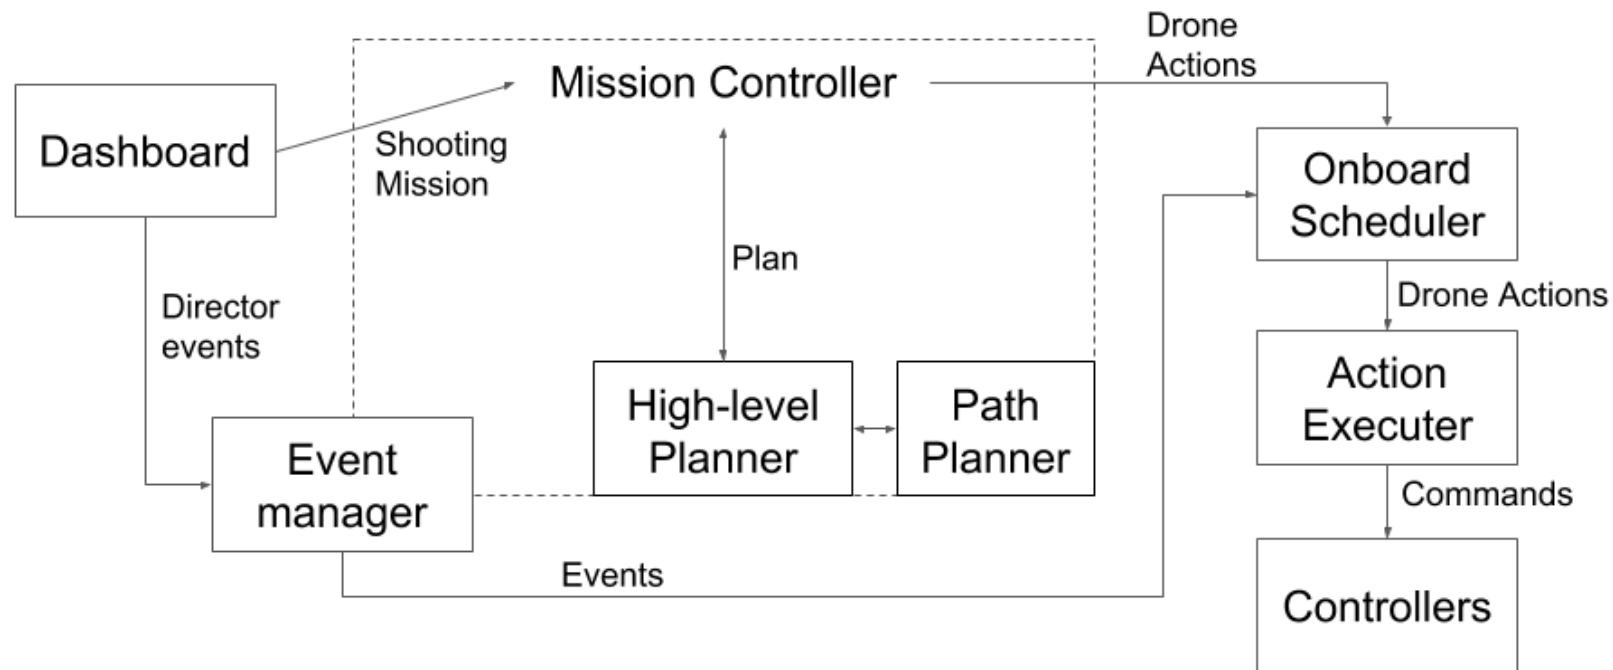 Drone
Actions
Mission Controller
Dashboard
Shooting
Mission
Onboard
Scheduler
Plan
Director
events
Drone Actions
High-level
Planner
Path
Planner
Action
Executer
Event
manager
Commands
Events
Controllers